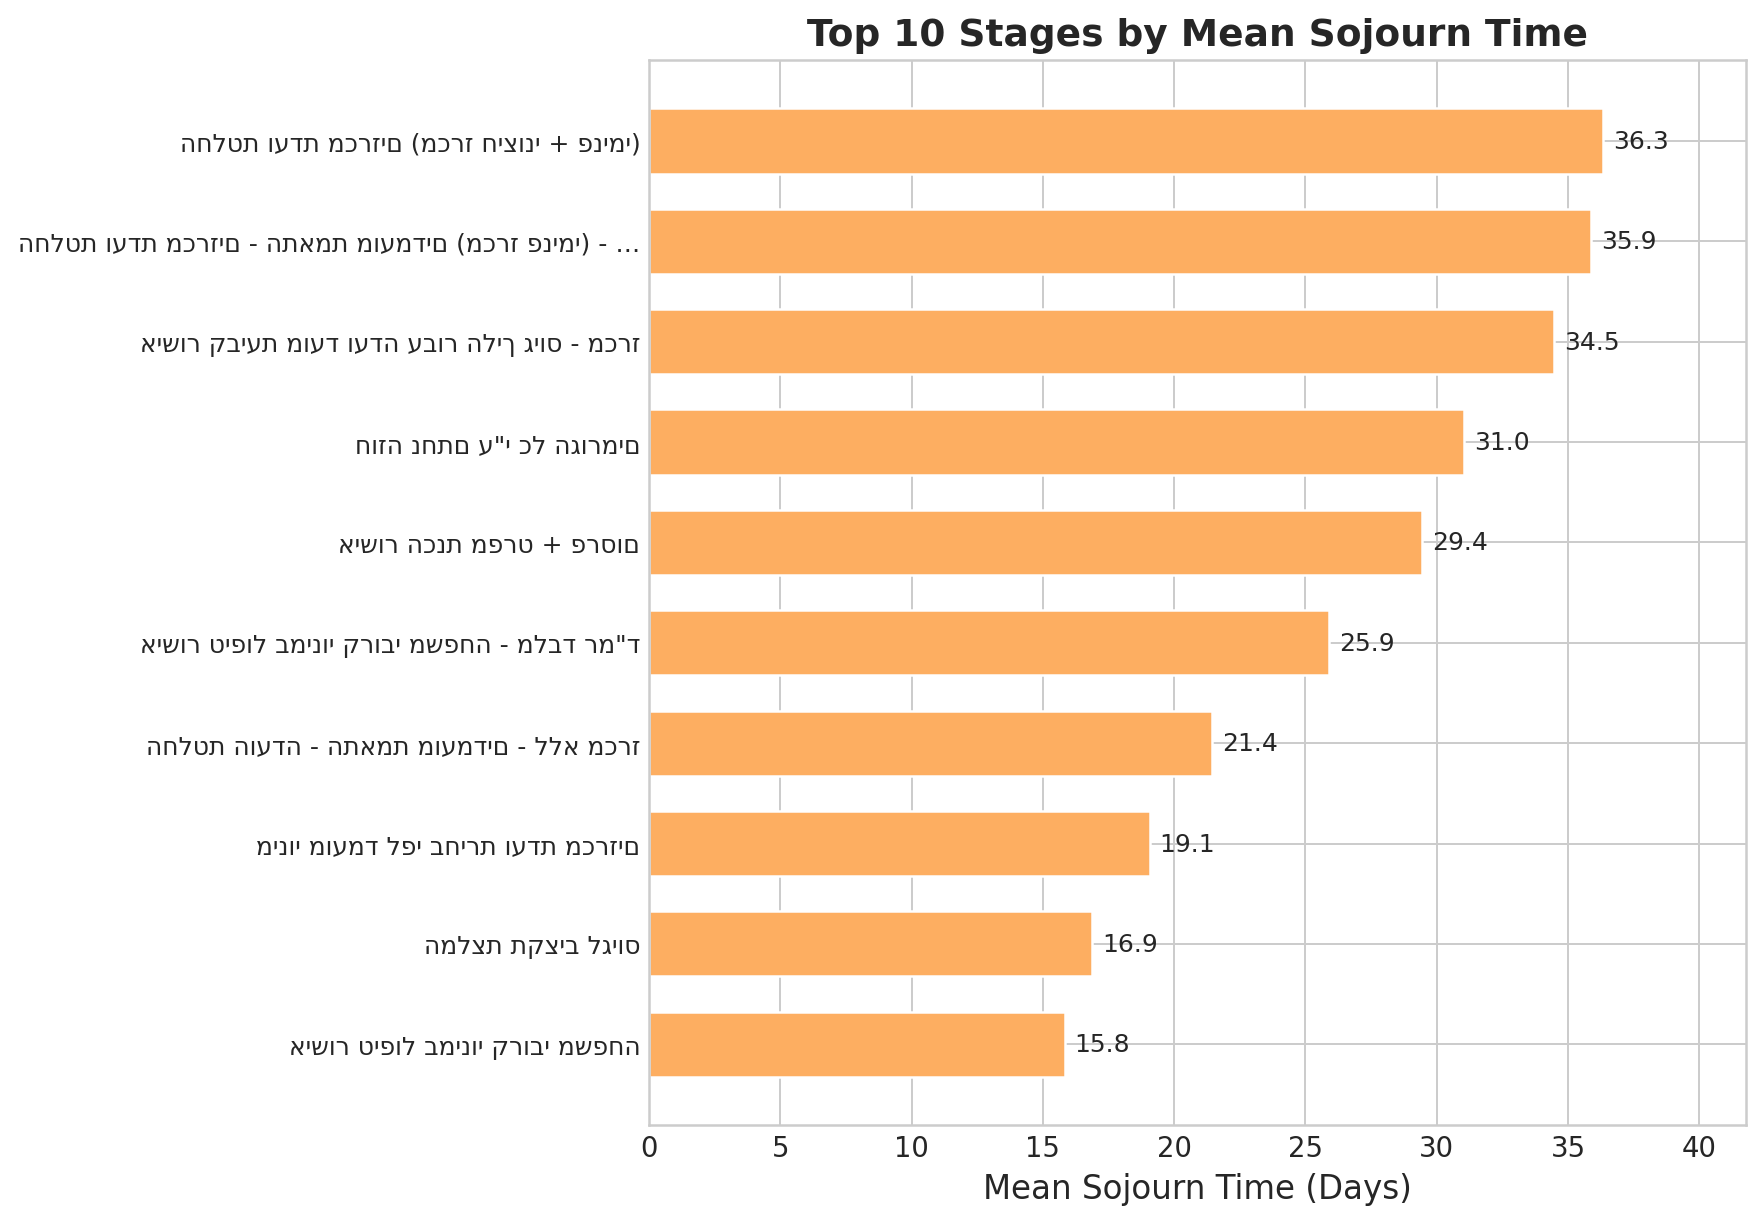 Top 10 Stages by Mean Sojourn Time
החלטת ועדת מכרזים (מכרז חיצוני + פנימי)
36.3
החלטת ועדת מכרזים - התאמת מועמדים (מכרז פנימי) - ...
35.9
אישור קביעת מועד ועדה עבור הליך גיוס - מכרז
34.5
חוזה נחתם ע"י כל הגורמים
31.0
אישור הכנת מפרט + פרסום
29.4
אישור טיפול במינוי קרובי משפחה - מלבד רמ"ד
25.9
החלטת הועדה - התאמת מועמדים - ללא מכרז
21.4
מינוי מועמד לפי בחירת ועדת מכרזים
19.1
המלצת תקציב לגיוס
16.9
אישור טיפול במינוי קרובי משפחה
15.8
0 5 10 15 20 25 30 35 40
Mean Sojourn Time (Days)